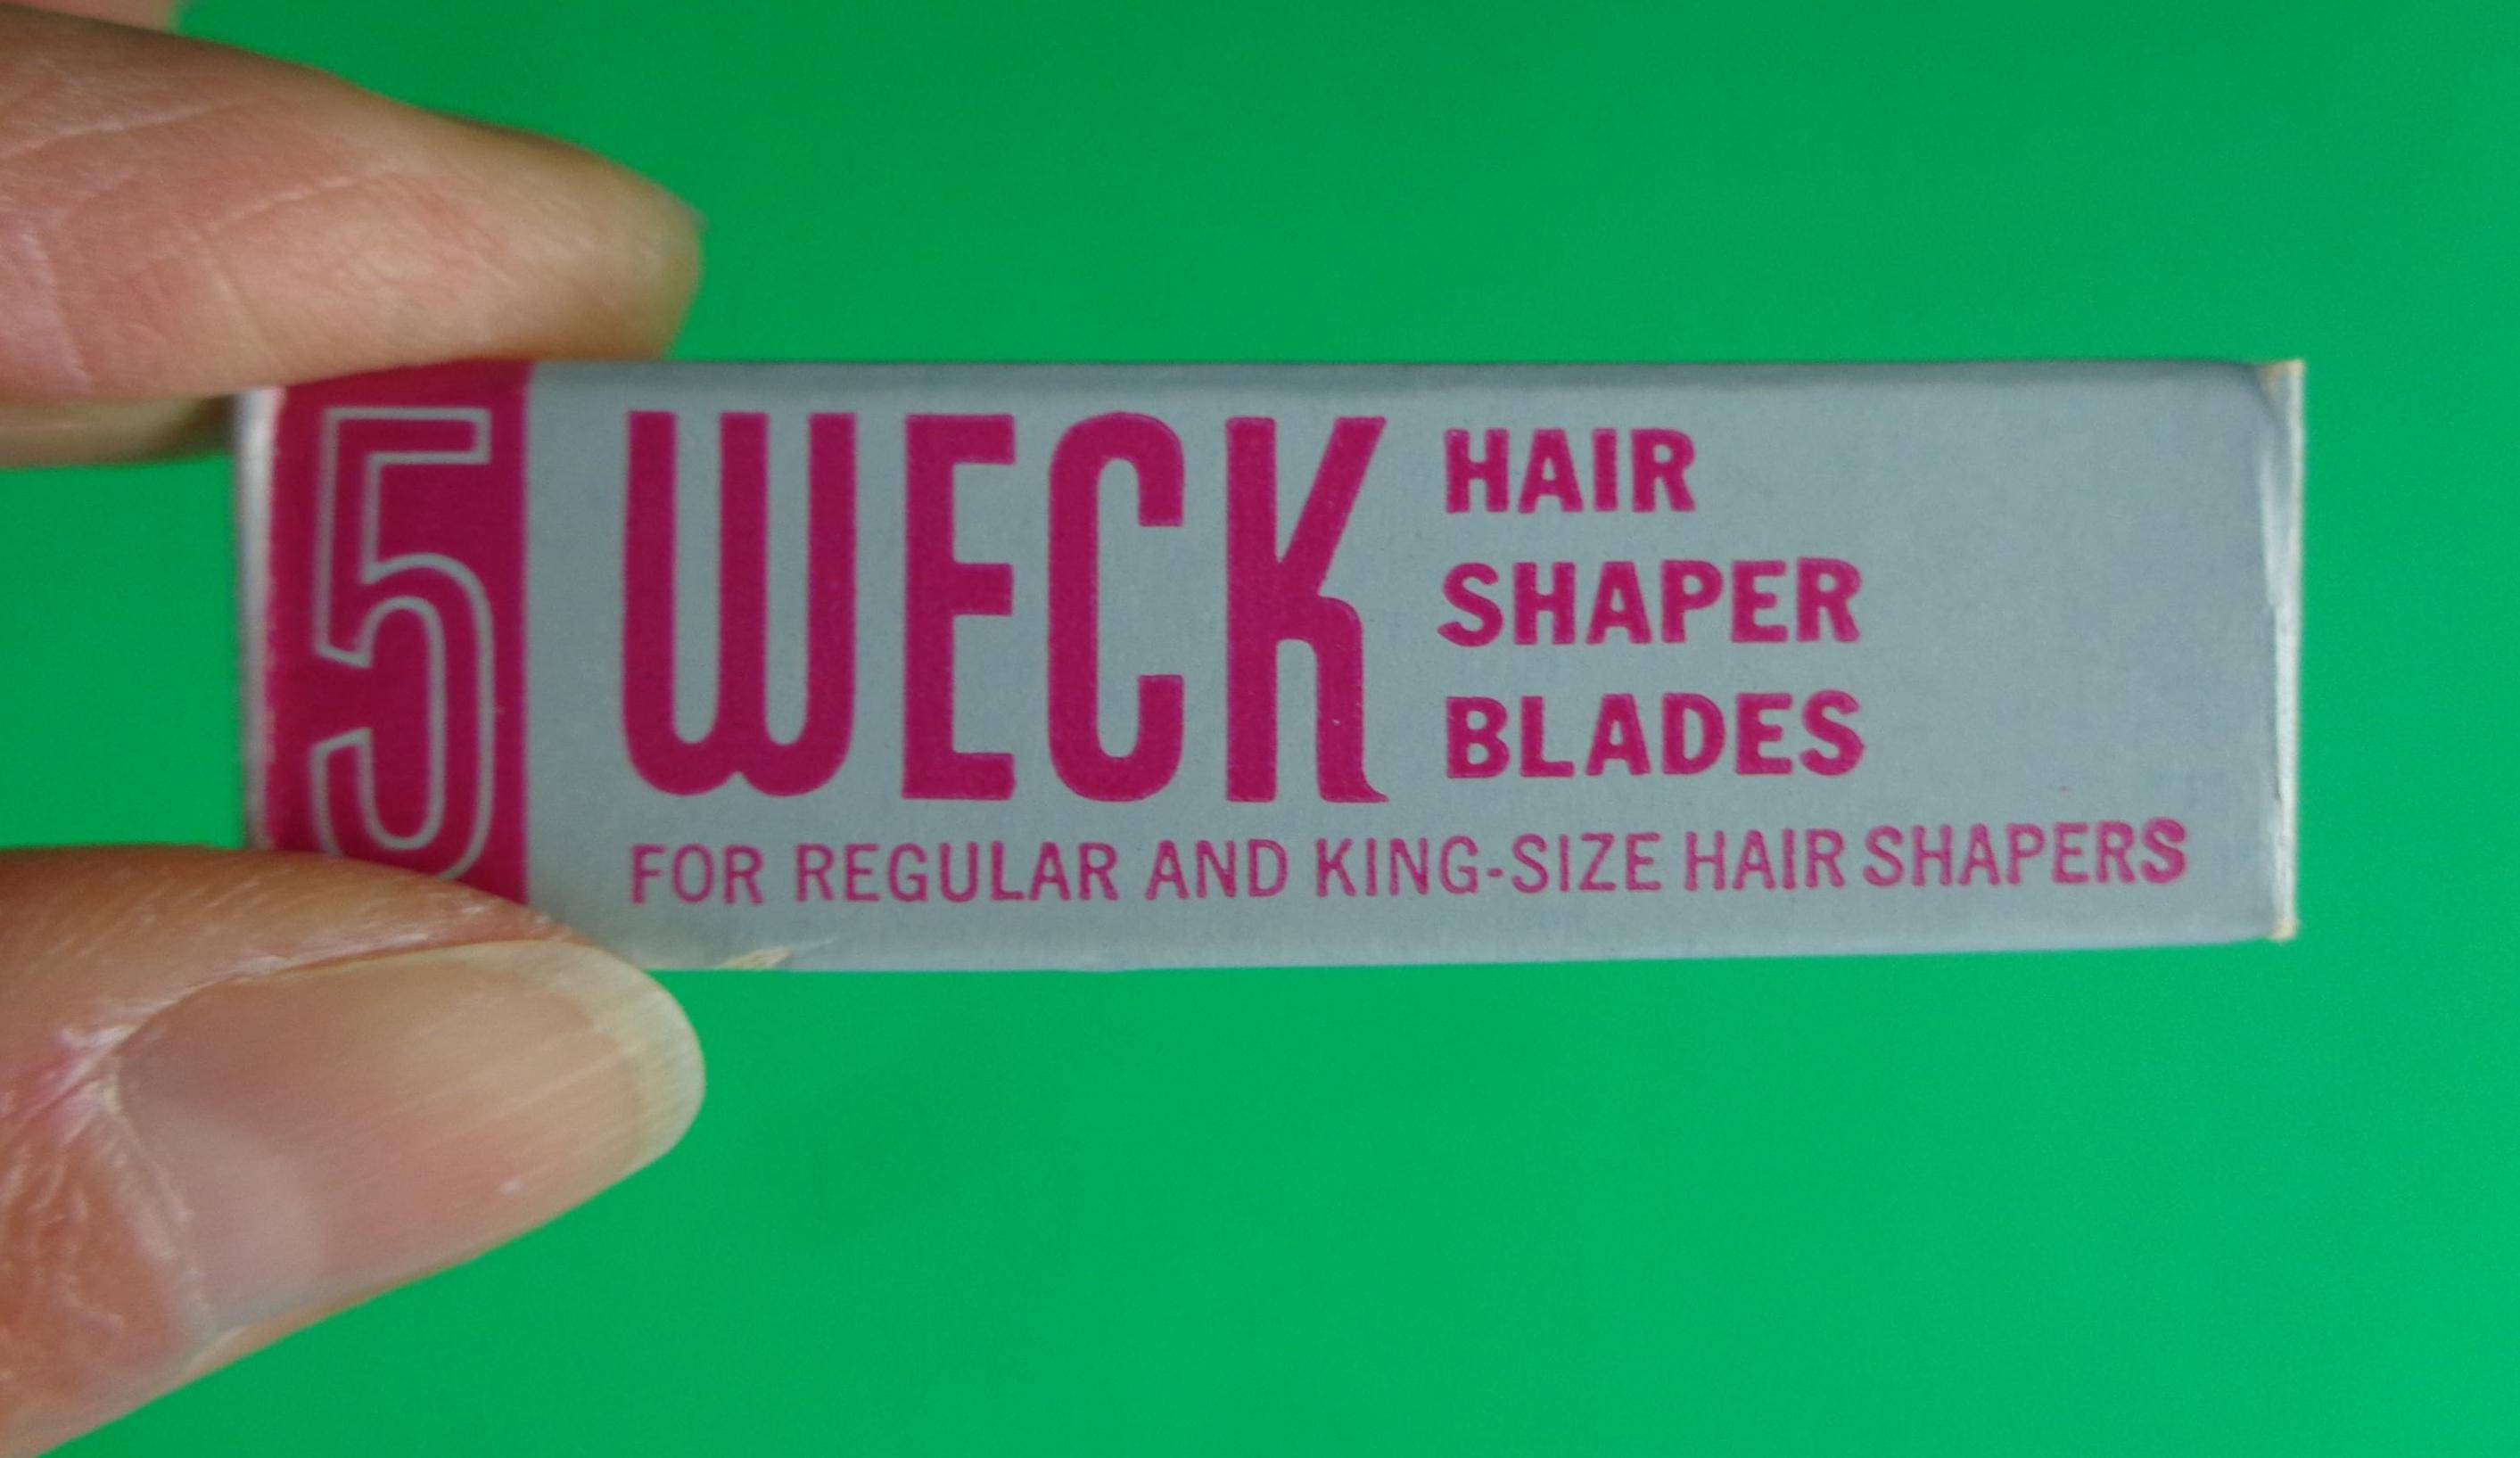 5 WECK
HAIR
SHAPER
BLADES
FOR REGULAR AND KING-SIZE HAIR SHAPERS